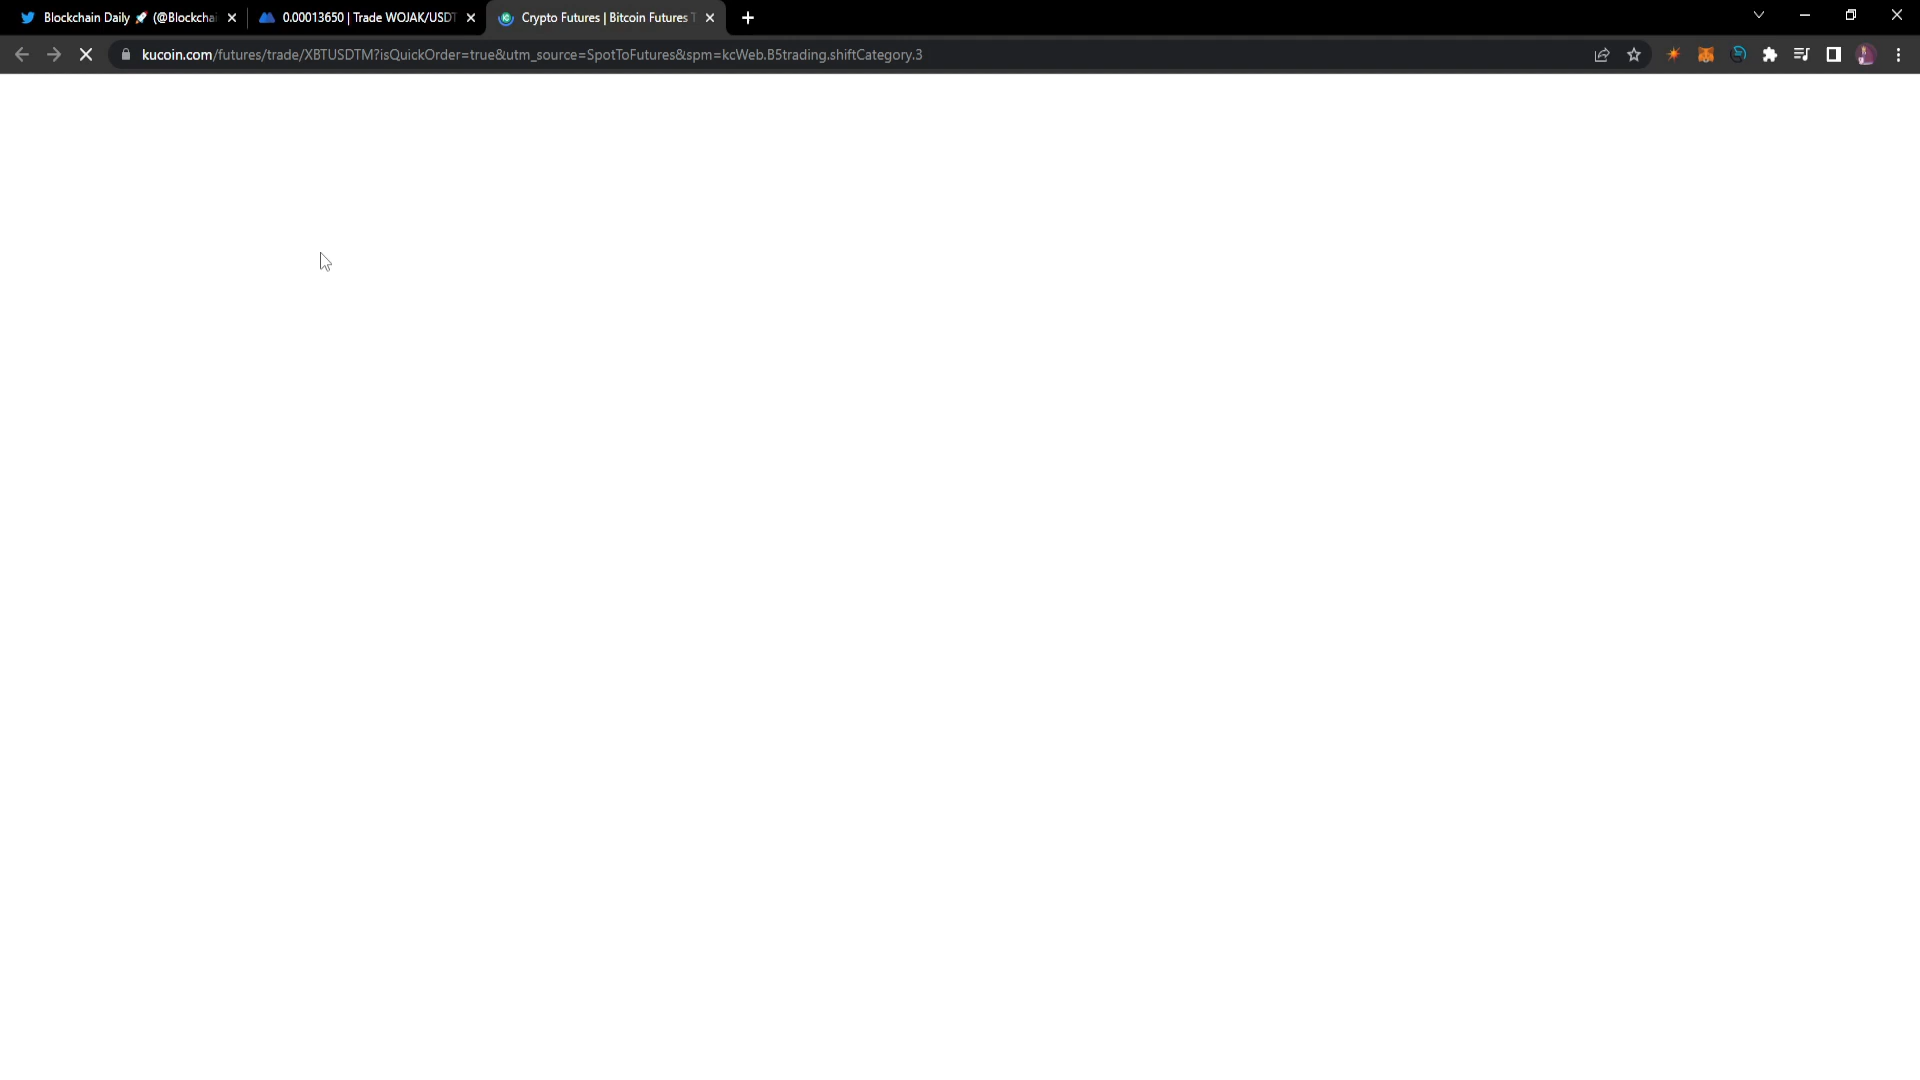 Blockchain Daily 🚀 (@Blockchai
0.00013650 | Trade WOJAK/USDT
Crypto Futures | Bitcoin Futures T
kucoin.com/futures/trade/XBTUSDTM?isQuickOrder=true&utm_source=SpotToFutures&spm=kcWeb.B5trading.shiftCategory.3